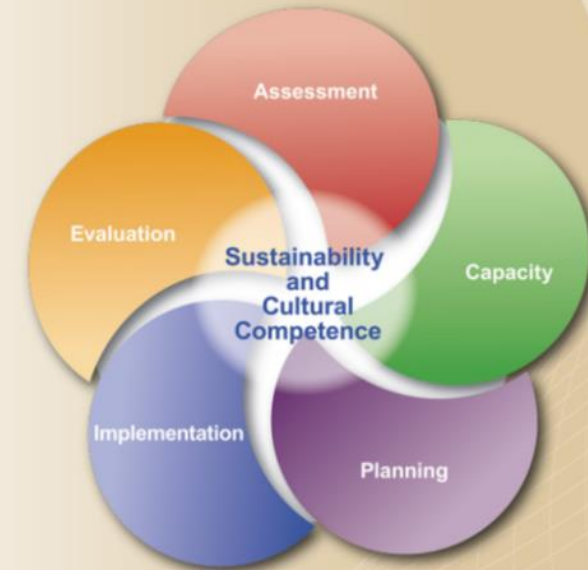 Assessment
Capacity
Planning
Implementation
Evaluation
Sustainability
and
Cultural
Competence